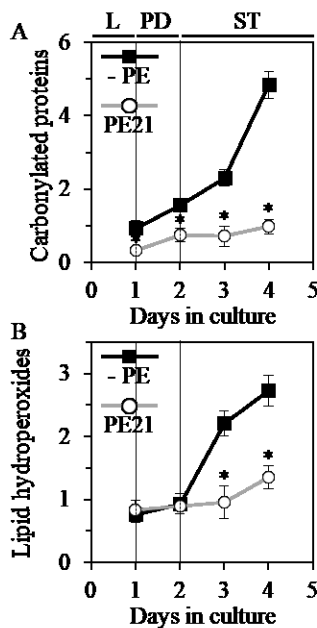 L PD ST
A
6
- PE
PE21
4
2
0
Carbonylated proteins
* * * *
0 1 2 3 4 5
Days in culture
B
- PE
3
PE21
2
1
0
Lipid hydroperoxides
* *
0 1 2 3 4 5
Days in culture